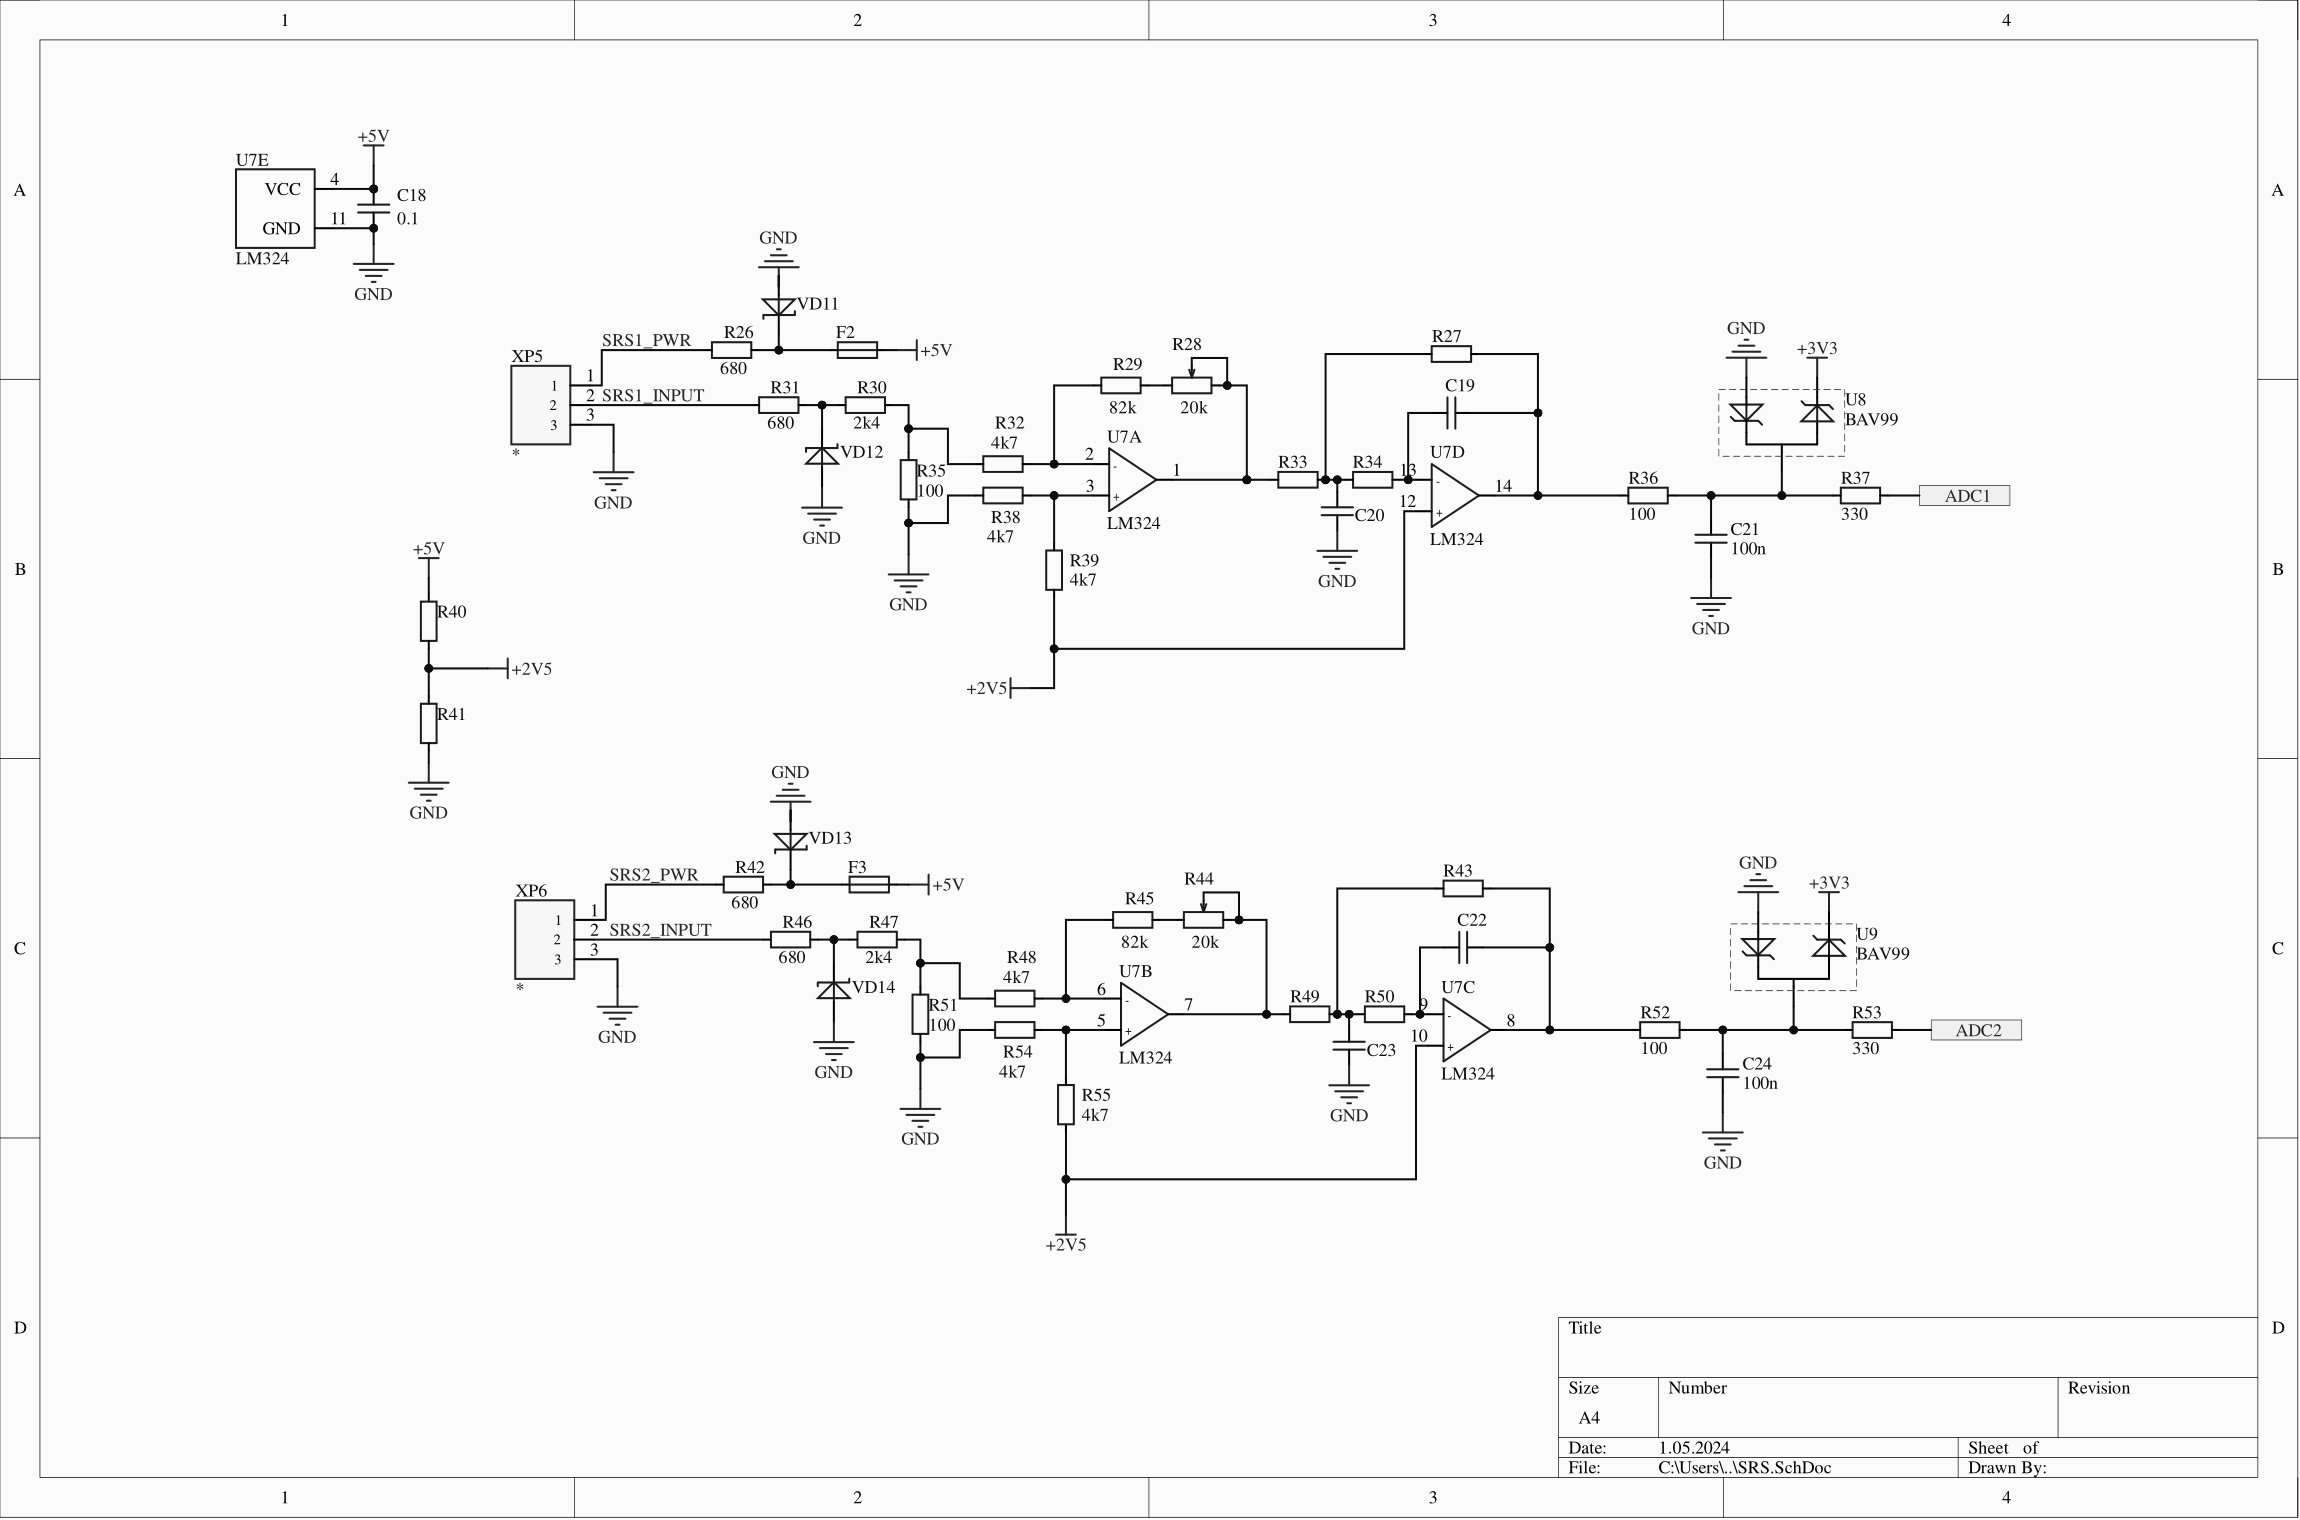 1 2 3 4
A A
B B
C C
D D
1 2 3 4
U7E
VCC 4
GND 11
LM324
+5V
C18
0.1
GND
GND
VD11
XP5
1
2
3
*
1
2
3
SRS1_PWR
SRS1_INPUT
GND
R26
680
F2
+5V
R31
680
R30
2k4
VD12
GND
R35
100
GND
R32
4k7
R38
4k7
R39
4k7
+2V5
R29
82k
R28
20k
U7A
2
-
3
+
1
LM324
R33
R34
C20
GND
R27
C19
U7D
13
-
12
+
14
LM324
R36
100
C21
100n
GND
GND
+3V3
U8
BAV99
R37
330
ADC1
+5V
R40
+2V5
R41
GND
GND
VD13
XP6
1
2
3
*
1
2
3
SRS2_PWR
SRS2_INPUT
GND
R42
680
F3
+5V
R46
680
R47
2k4
VD14
GND
R51
100
GND
R48
4k7
R54
4k7
R55
4k7
+2V5
R45
82k
R44
20k
U7B
6
-
5
+
7
LM324
R49
R50
C23
GND
R43
C22
U7C
9
-
10
+
8
LM324
R52
100
C24
100n
GND
GND
+3V3
U9
BAV99
R53
330
ADC2
Title
Size Number Revision
A4
Date: 1.05.2024 Sheet of
File: C:\Users\..\SRS.SchDoc Drawn By: